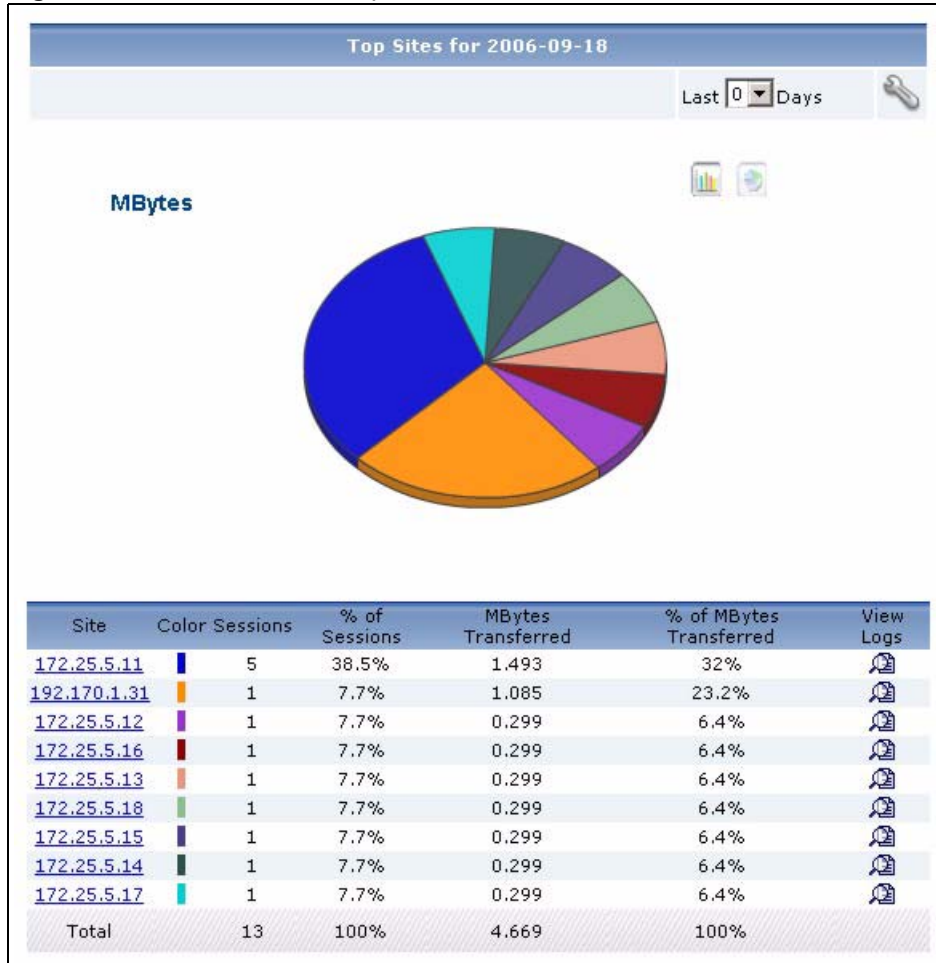 Top Sites for 2006-09-18
Last 0 Days
MBytes
Site Color Sessions % of Sessions MBytes Transferred % of MBytes Transferred View Logs
172.25.5.11 5 38.5% 1.493 32%
192.170.1.31 1 7.7% 1.085 23.2%
172.25.5.12 1 7.7% 0.299 6.4%
172.25.5.16 1 7.7% 0.299 6.4%
172.25.5.13 1 7.7% 0.299 6.4%
172.25.5.18 1 7.7% 0.299 6.4%
172.25.5.15 1 7.7% 0.299 6.4%
172.25.5.14 1 7.7% 0.299 6.4%
172.25.5.17 1 7.7% 0.299 6.4%
Total 13 100% 4.669 100%